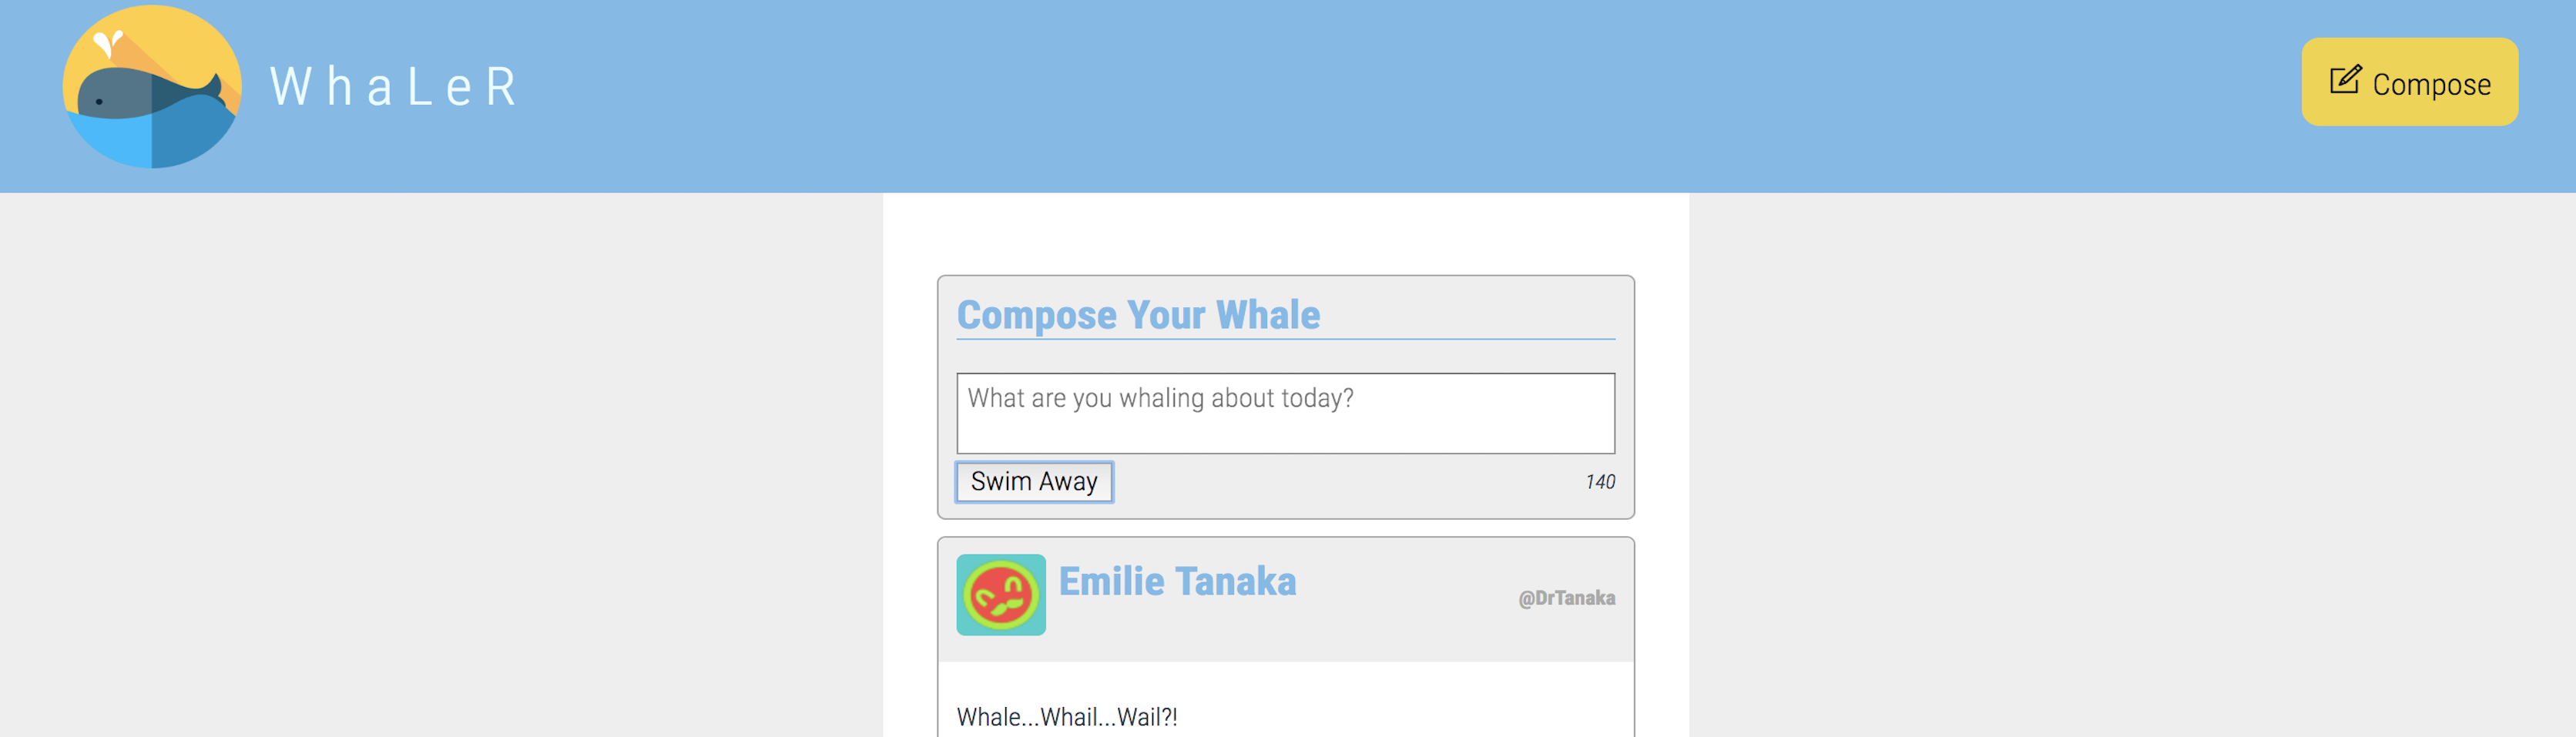 WhaLeR
Compose
Compose Your Whale
What are you whaling about today?
Swim Away
140
Emilie Tanaka
@DrTanaka
Whale...Whail...Wail?!